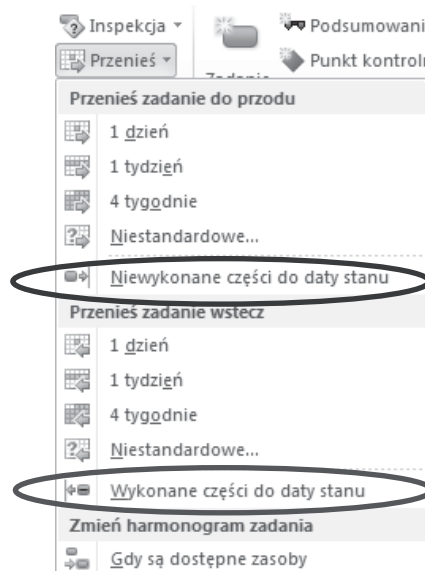 Inspekcja
Podsumowani
Przenieś
Punkt kontroln
Zadanie
Przenieś zadanie do przodu
1 dzień
1 tydzień
4 tygodnie
Niestandardowe...
Niewykonane części do daty stanu
Przenieś zadanie wstecz
1 dzień
1 tydzień
4 tygodnie
Niestandardowe...
Wykonane części do daty stanu
Zmień harmonogram zadania
Gdy są dostępne zasoby